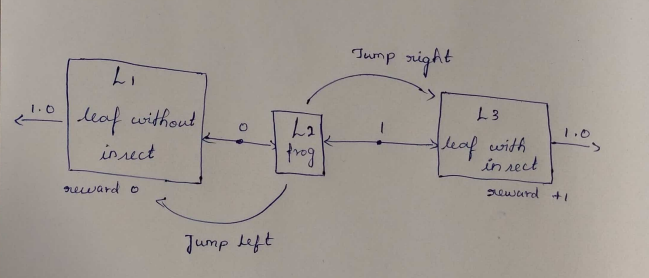 Jump right
L1
1.0
leaf without
insect
0
L2
frog
1
L3
leaf with
insect
1.0
reward 0
reward +1
Jump Left